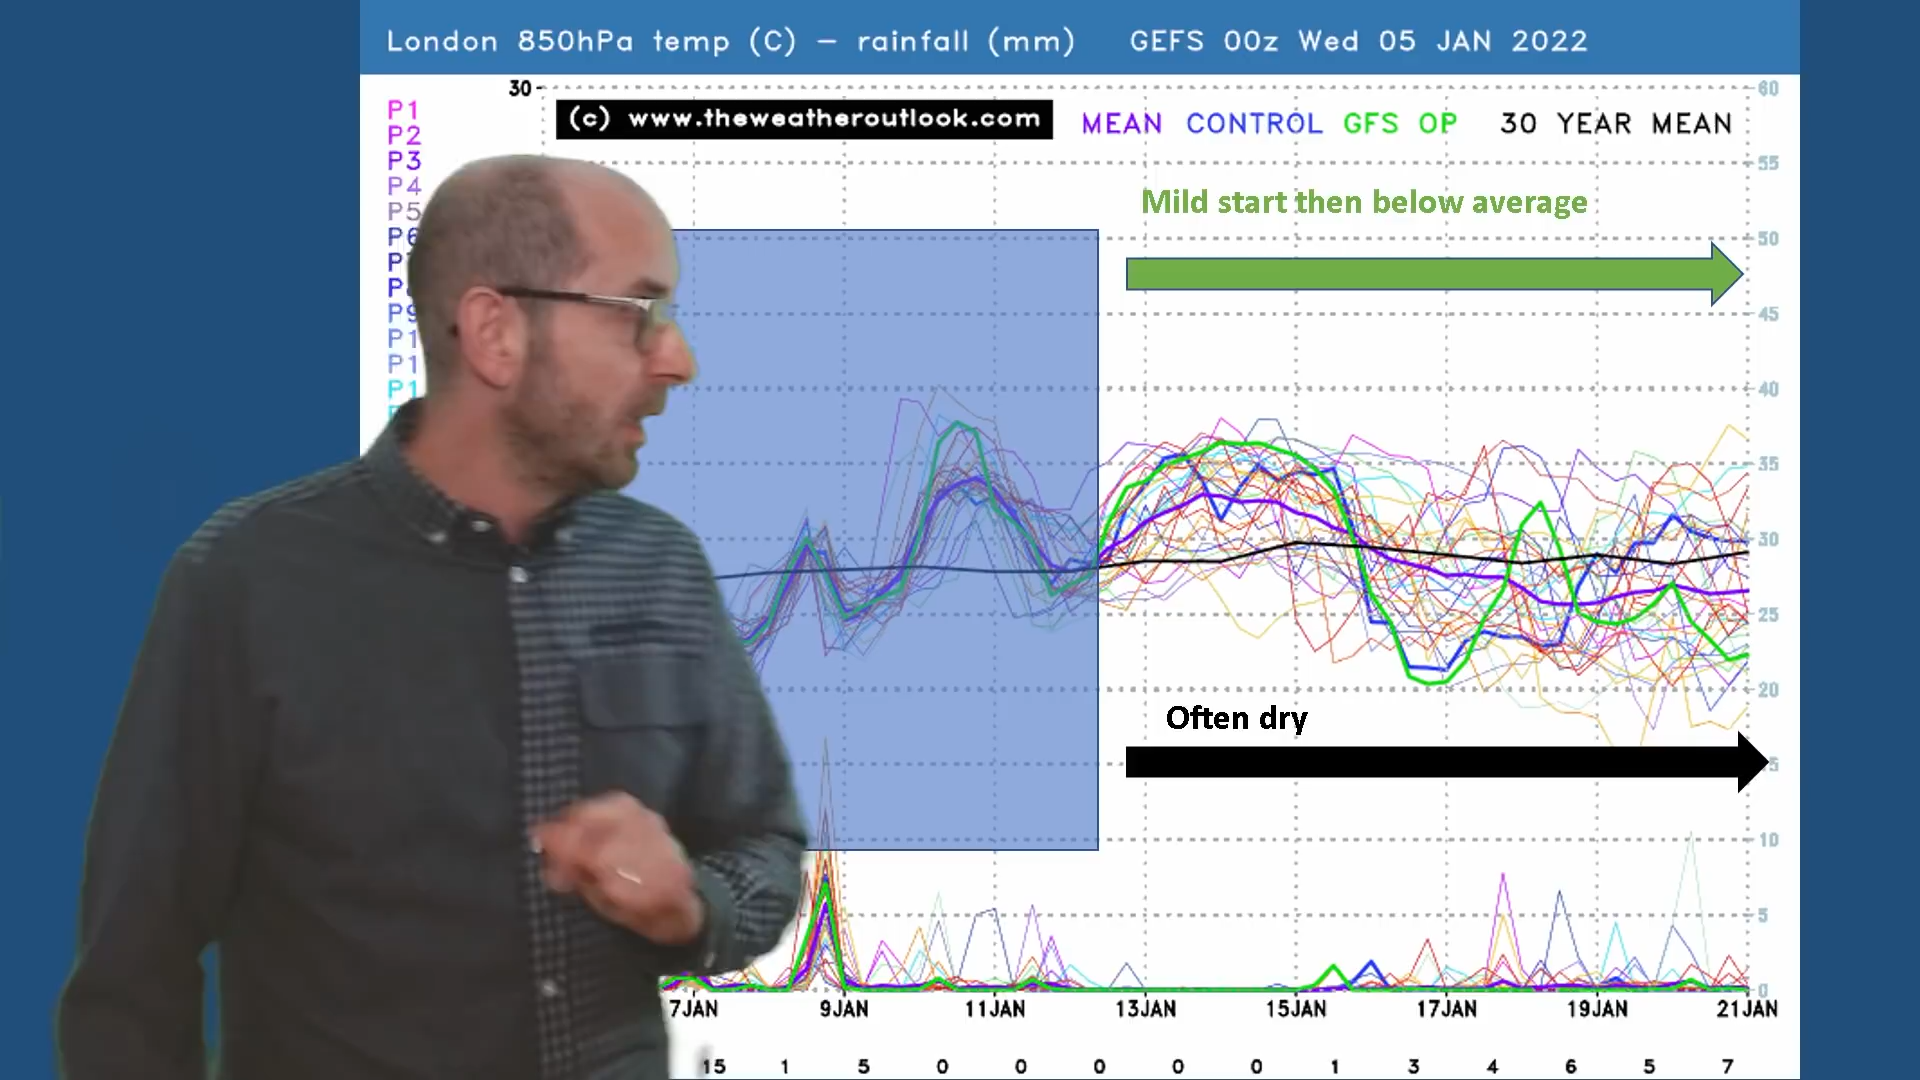 London 850hPa temp (C) – rainfall (mm) GEFS 00z Wed 05 JAN 2022
30 60
(c) www.theweatheroutlook.com MEAN CONTROL GFS OP 30 YEAR MEAN
P1
P2
P3
P4
P5
55
Mild start then below average
50
45
40
35
30
25
20
Often dry
10
5
0
7JAN 9JAN 11JAN 13JAN 15JAN 17JAN 19JAN 21JAN
15 1 5 0 0 0 0 0 1 3 4 6 5 7